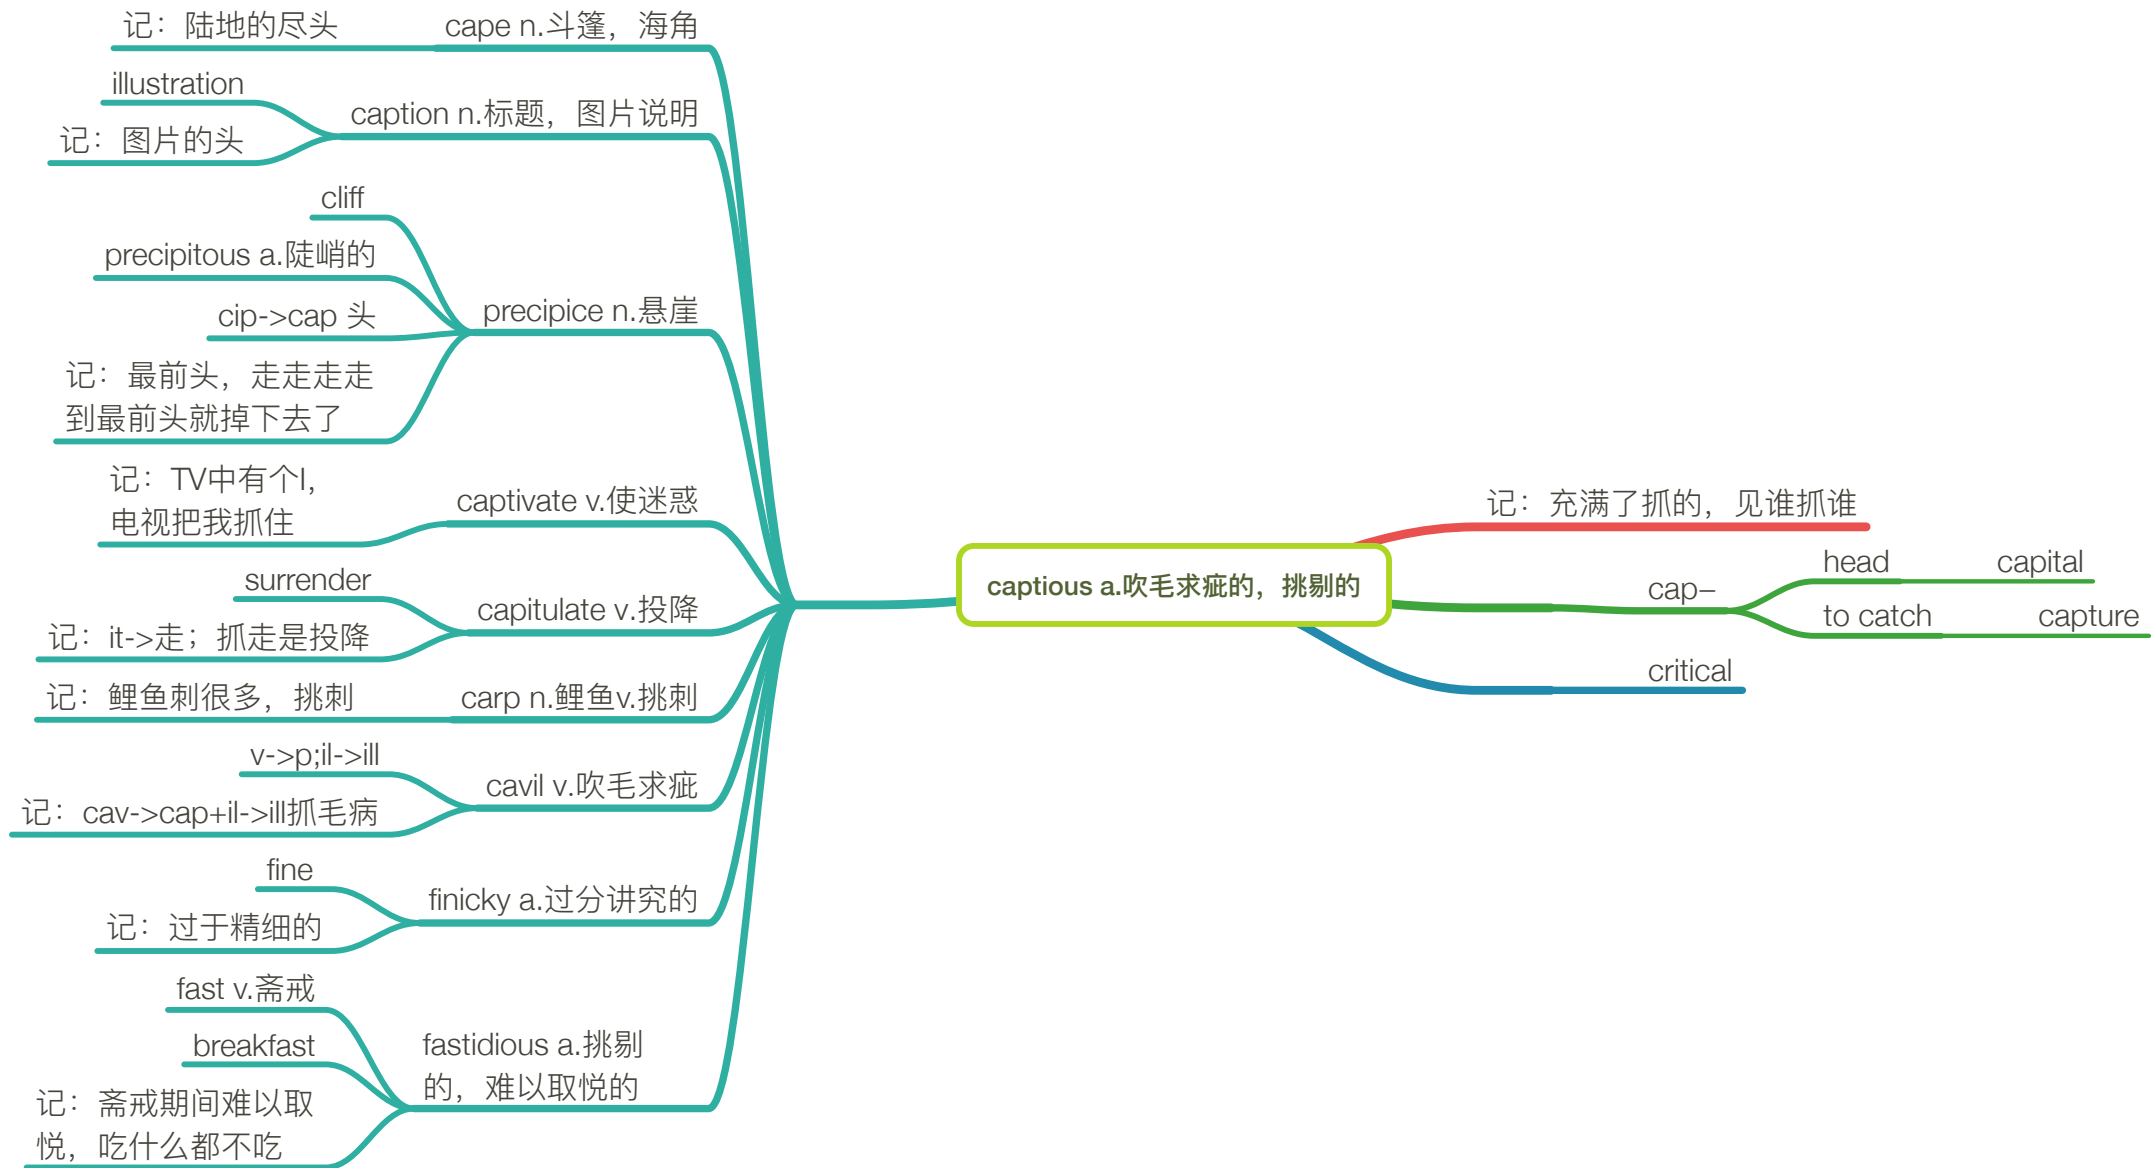 记：陆地的尽头
cape n.斗篷，海角
illustration
caption n.标题，图片说明
记：图片的头
cliff
precipitous a.陡峭的
cip->cap 头
precipice n.悬崖
记：最前头，走走走走
到最前头就掉下去了
记：TV中有个I,
电视把我抓住
captivate v.使迷惑
surrender
capitulate v.投降
记：it->走；抓走是投降
记：鲤鱼刺很多，挑刺
carp n.鲤鱼v.挑刺
v->p;il->ill
cavil v.吹毛求疵
记：cav->cap+il->ill抓毛病
fine
finicky a.过分讲究的
记：过于精细的
fast v.斋戒
breakfast
fastidious a.挑剔
的，难以取悦的
记：斋戒期间难以取
悦，吃什么都不吃
captious a.吹毛求疵的，挑剔的
记：充满了抓的，见谁抓谁
cap-
head
capital
to catch
capture
critical